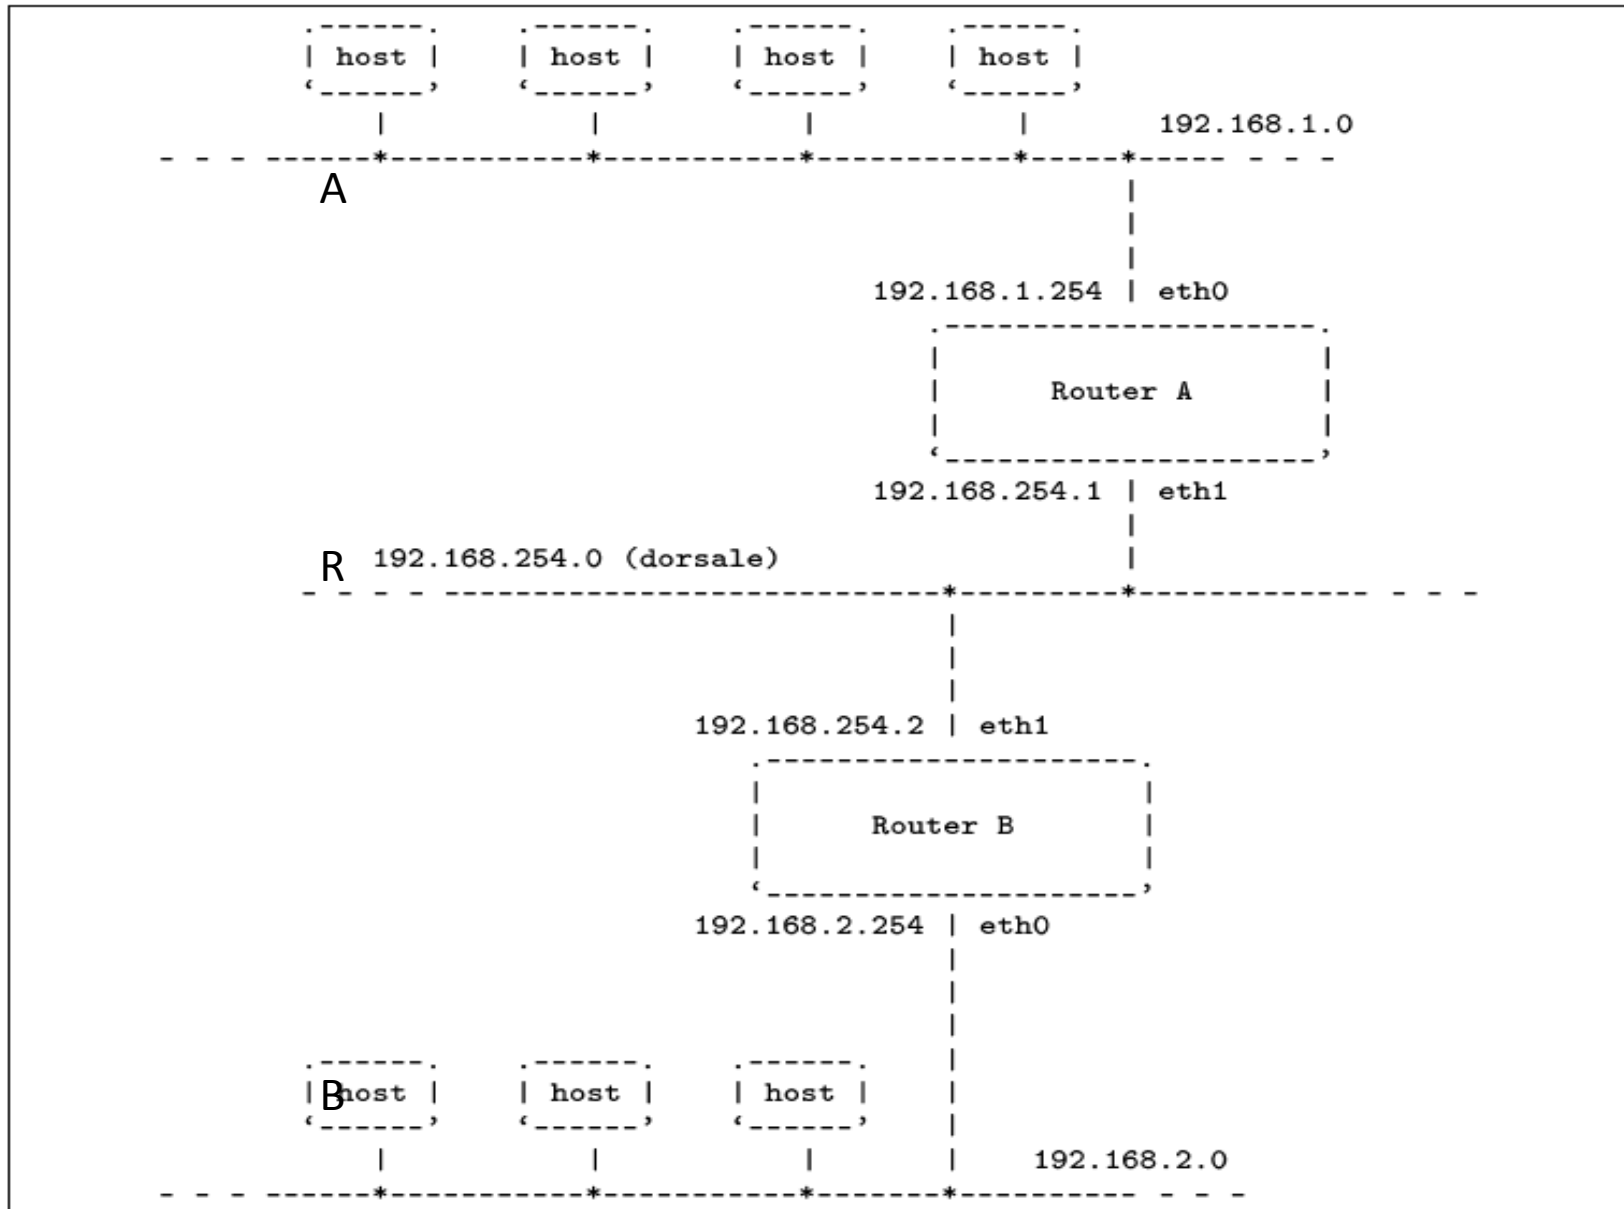 host host host host
192.168.1.0
A
192.168.1.254 | eth0
Router A
192.168.254.1 | eth1
R 192.168.254.0 (dorsale)
192.168.254.2 | eth1
Router B
192.168.2.254 | eth0
B
host host host
192.168.2.0